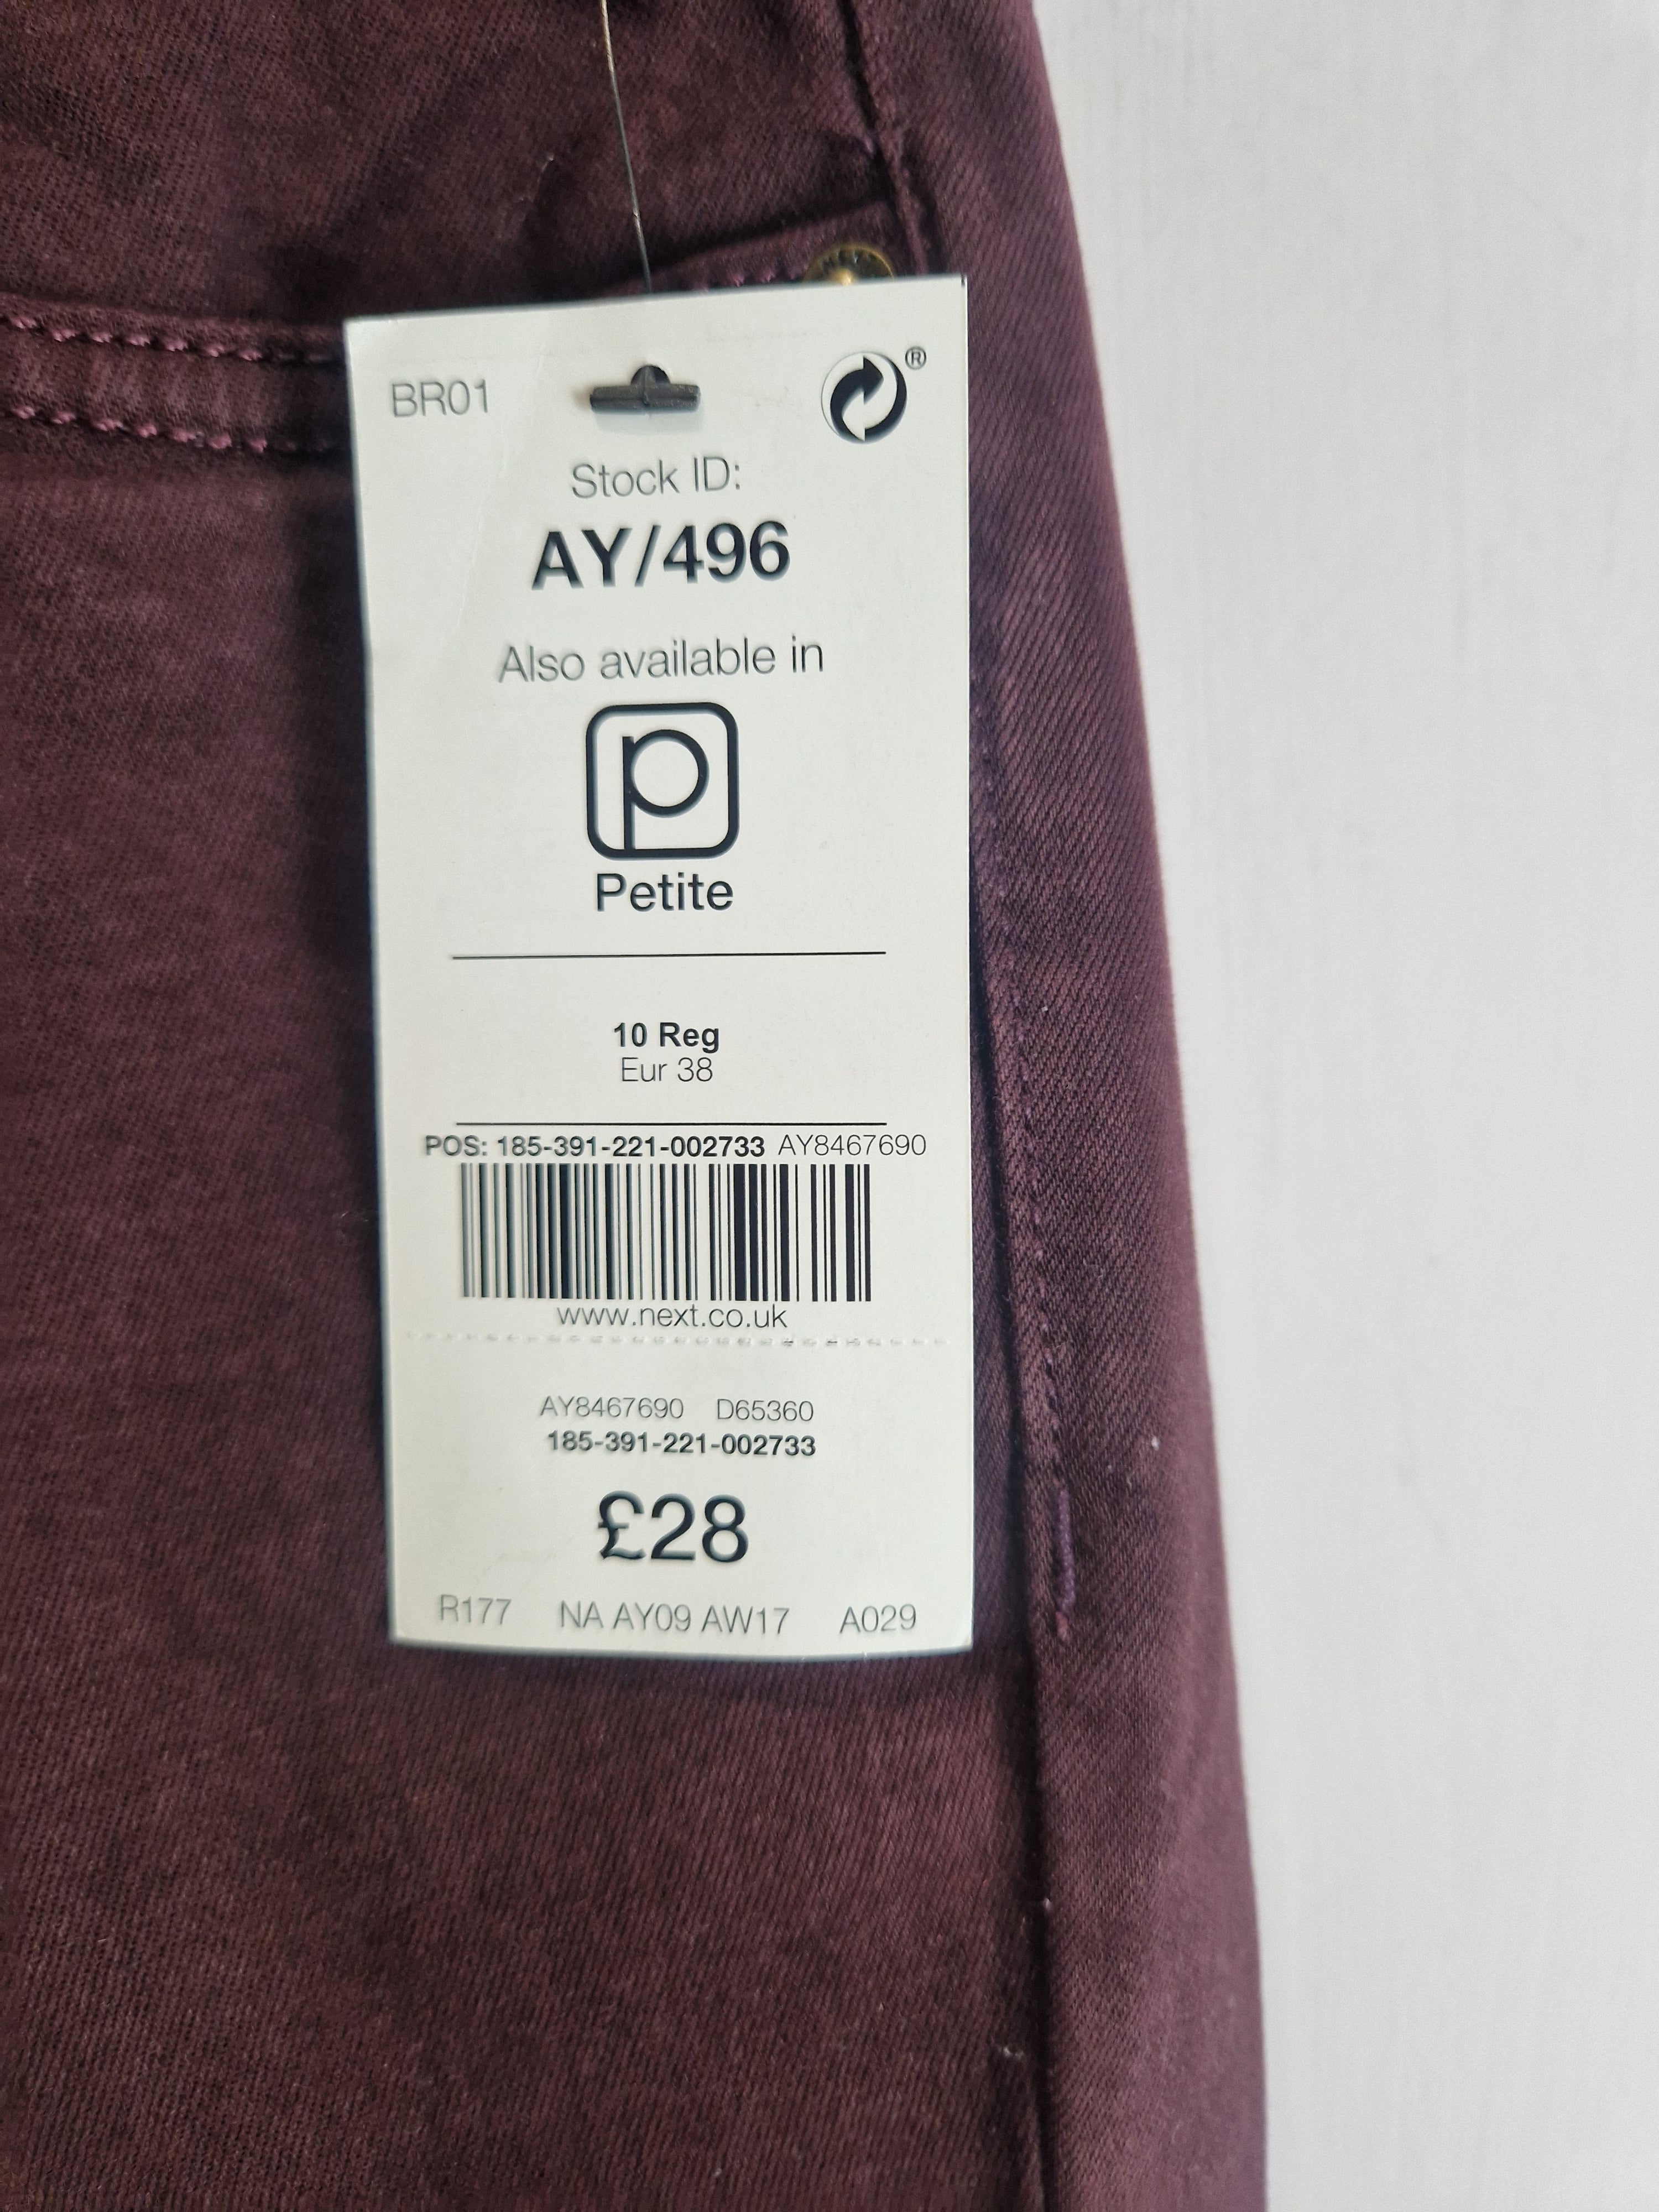 BR01
®
Stock ID:
AY/496
Also available in
p
Petite
10 Reg
Eur 38
POS: 185-391-221-002733 AY8467690
www.next.co.uk
AY8467690 D65360
185-391-221-002733
£28
R177 NA AY09 AW17 A029